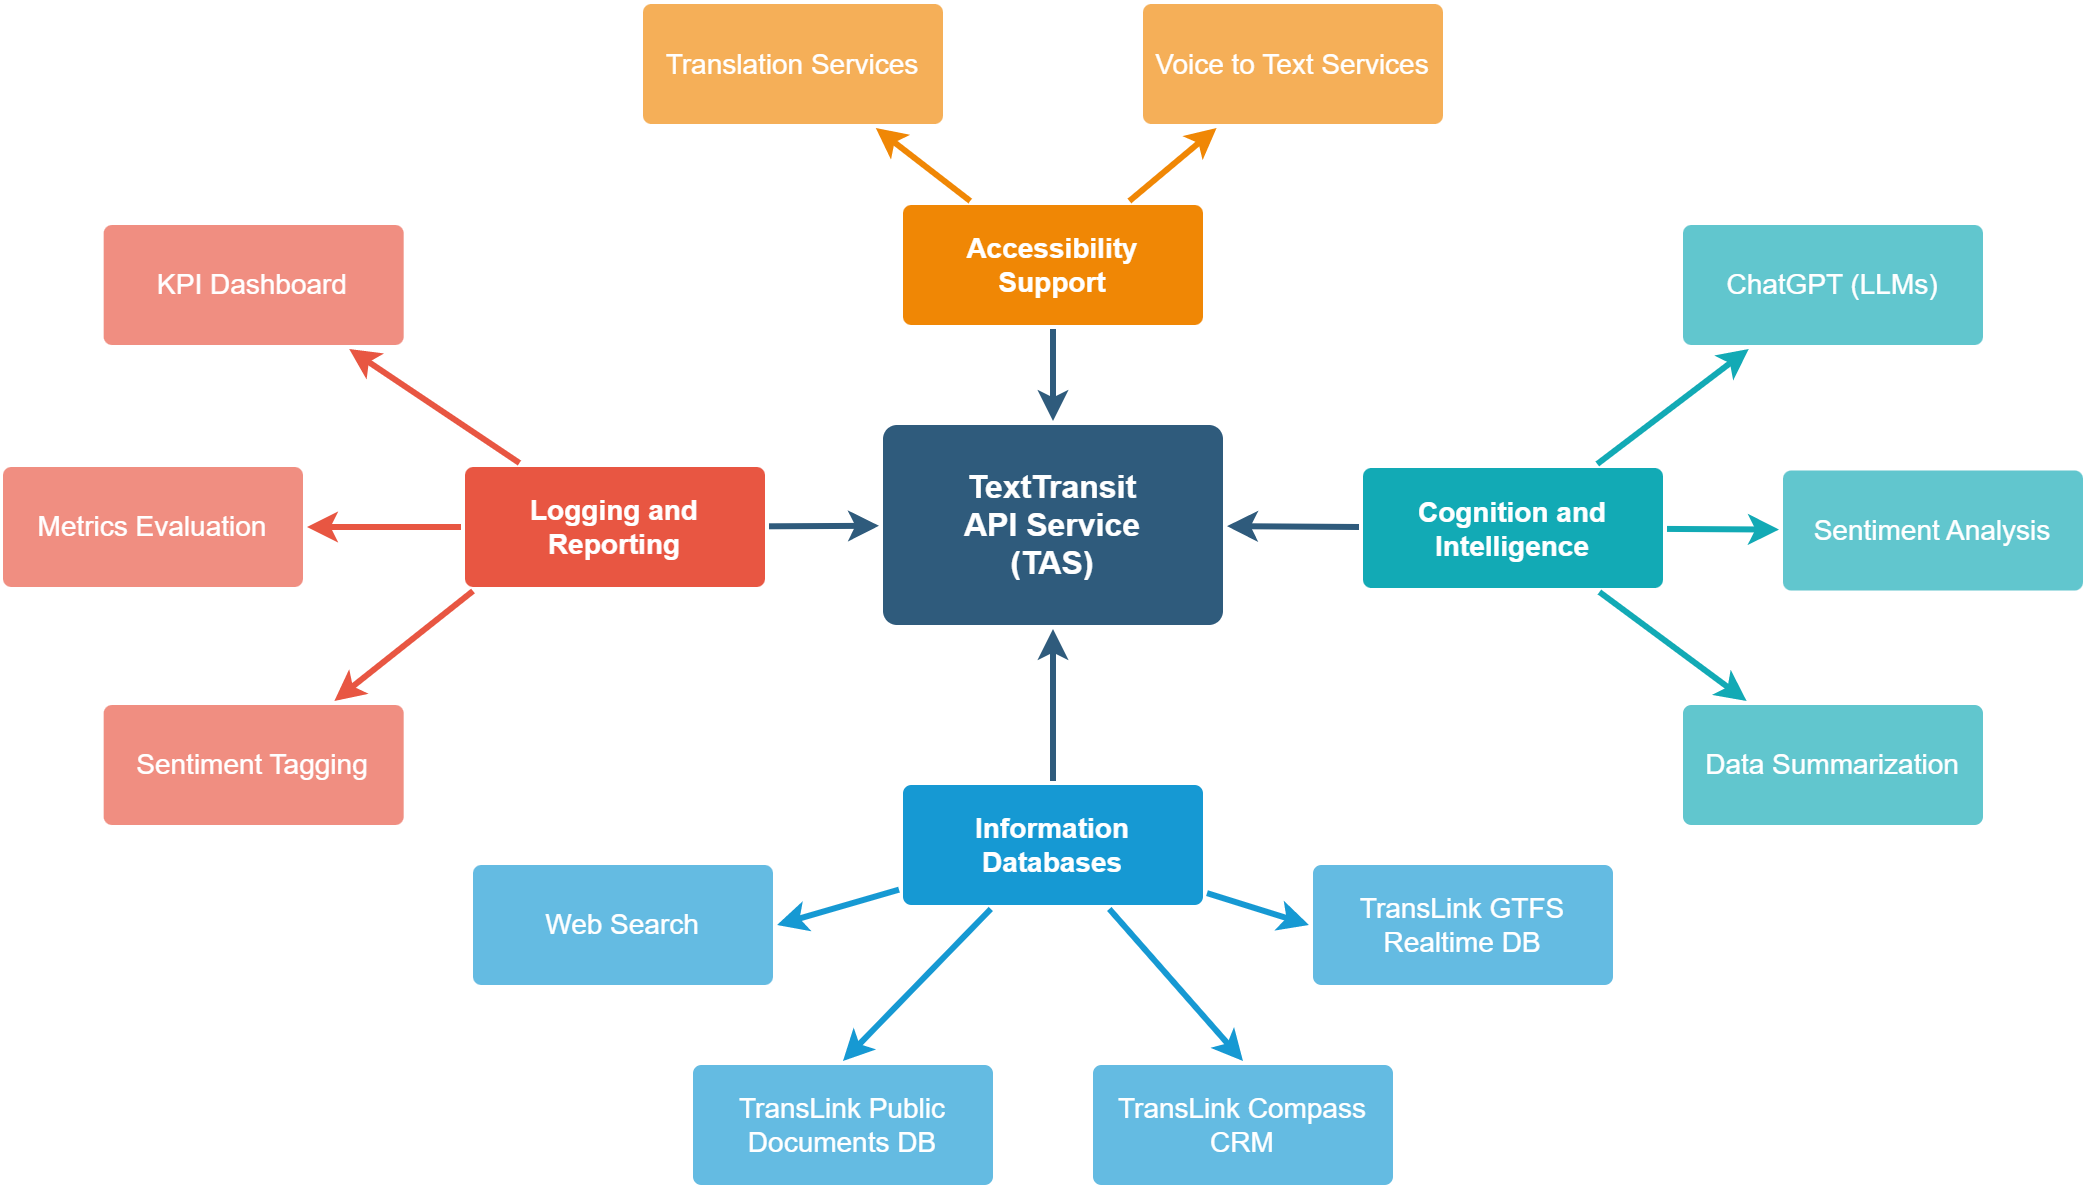 Translation Services
Voice to Text Services
Accessibility
Support
KPI Dashboard
ChatGPT (LLMs)
Metrics Evaluation
Logging and
Reporting
TextTransit
API Service
(TAS)
Cognition and
Intelligence
Sentiment Analysis
Sentiment Tagging
Data Summarization
Information
Databases
Web Search
TransLink GTFS
Realtime DB
TransLink Public
Documents DB
TransLink Compass
CRM